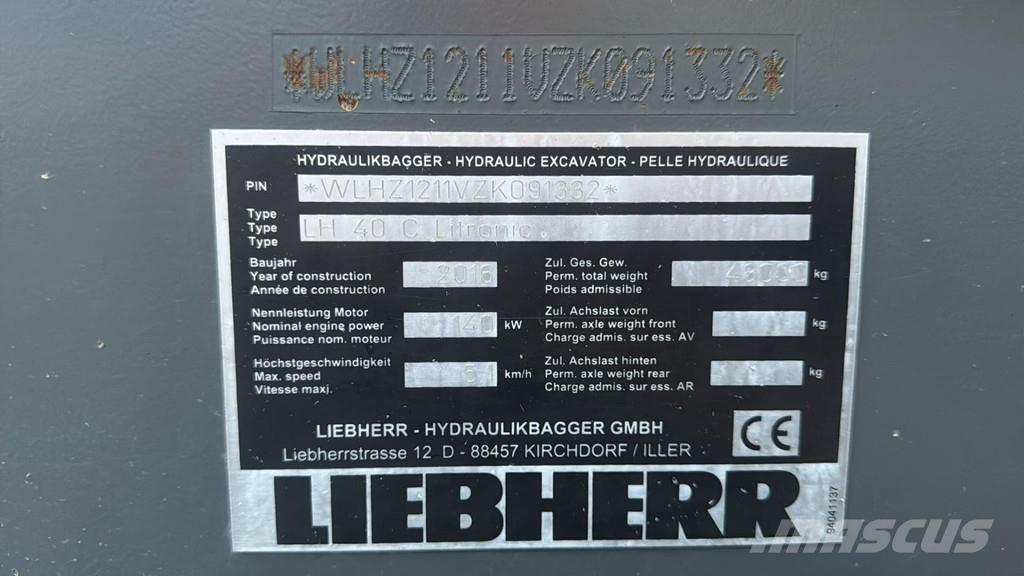 *WLHZ1211VZK091332*
HYDRAULIKBAGGER - HYDRAULIC EXCAVATOR - PELLE HYDRAULIQUE
PIN *WLHZ1211VZK091332*
Type
Type LH 40 C Litronic
Type
Baujahr
Year of construction 2016
Année de construction
Zul. Ges. Gew.
Perm. total weight 43000 kg
Poids admissible
Nennleistung Motor
Nominal engine power 140 kW
Puissance nom. moteur
Zul. Achslast vorn
Perm. axle weight front kg
Charge admis. sur ess. AV
Höchstgeschwindigkeit
Max. speed 5 km/h
Vitesse maxj.
Zul. Achslast hinten
Perm. axle weight rear kg
Charge admis. sur ess. AR
LIEBHERR - HYDRAULIKBAGGER GMBH
Liebherrstrasse 12 D - 88457 KIRCHDORF / ILLER
CE
LIEBHERR
94041137
MASCUS